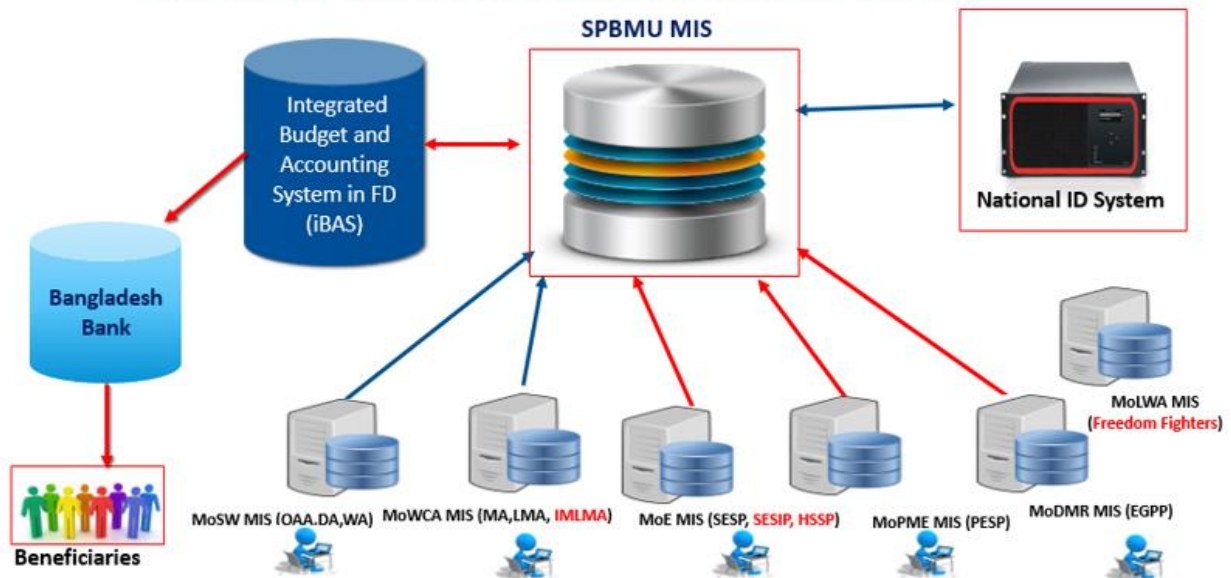 SPBMU MIS
Integrated
Budget and
Accounting
System in FD
(iBAS)
National ID System
Bangladesh
Bank
MoLWA MIS
(Freedom Fighters)
MoSW MIS (OAA.DA,WA)
MoWCA MIS (MA,LMA, IMLMA)
MoE MIS (SESP, SESIP, HSSP)
MoPME MIS (PESP)
MoDMR MIS (EGPP)
Beneficiaries